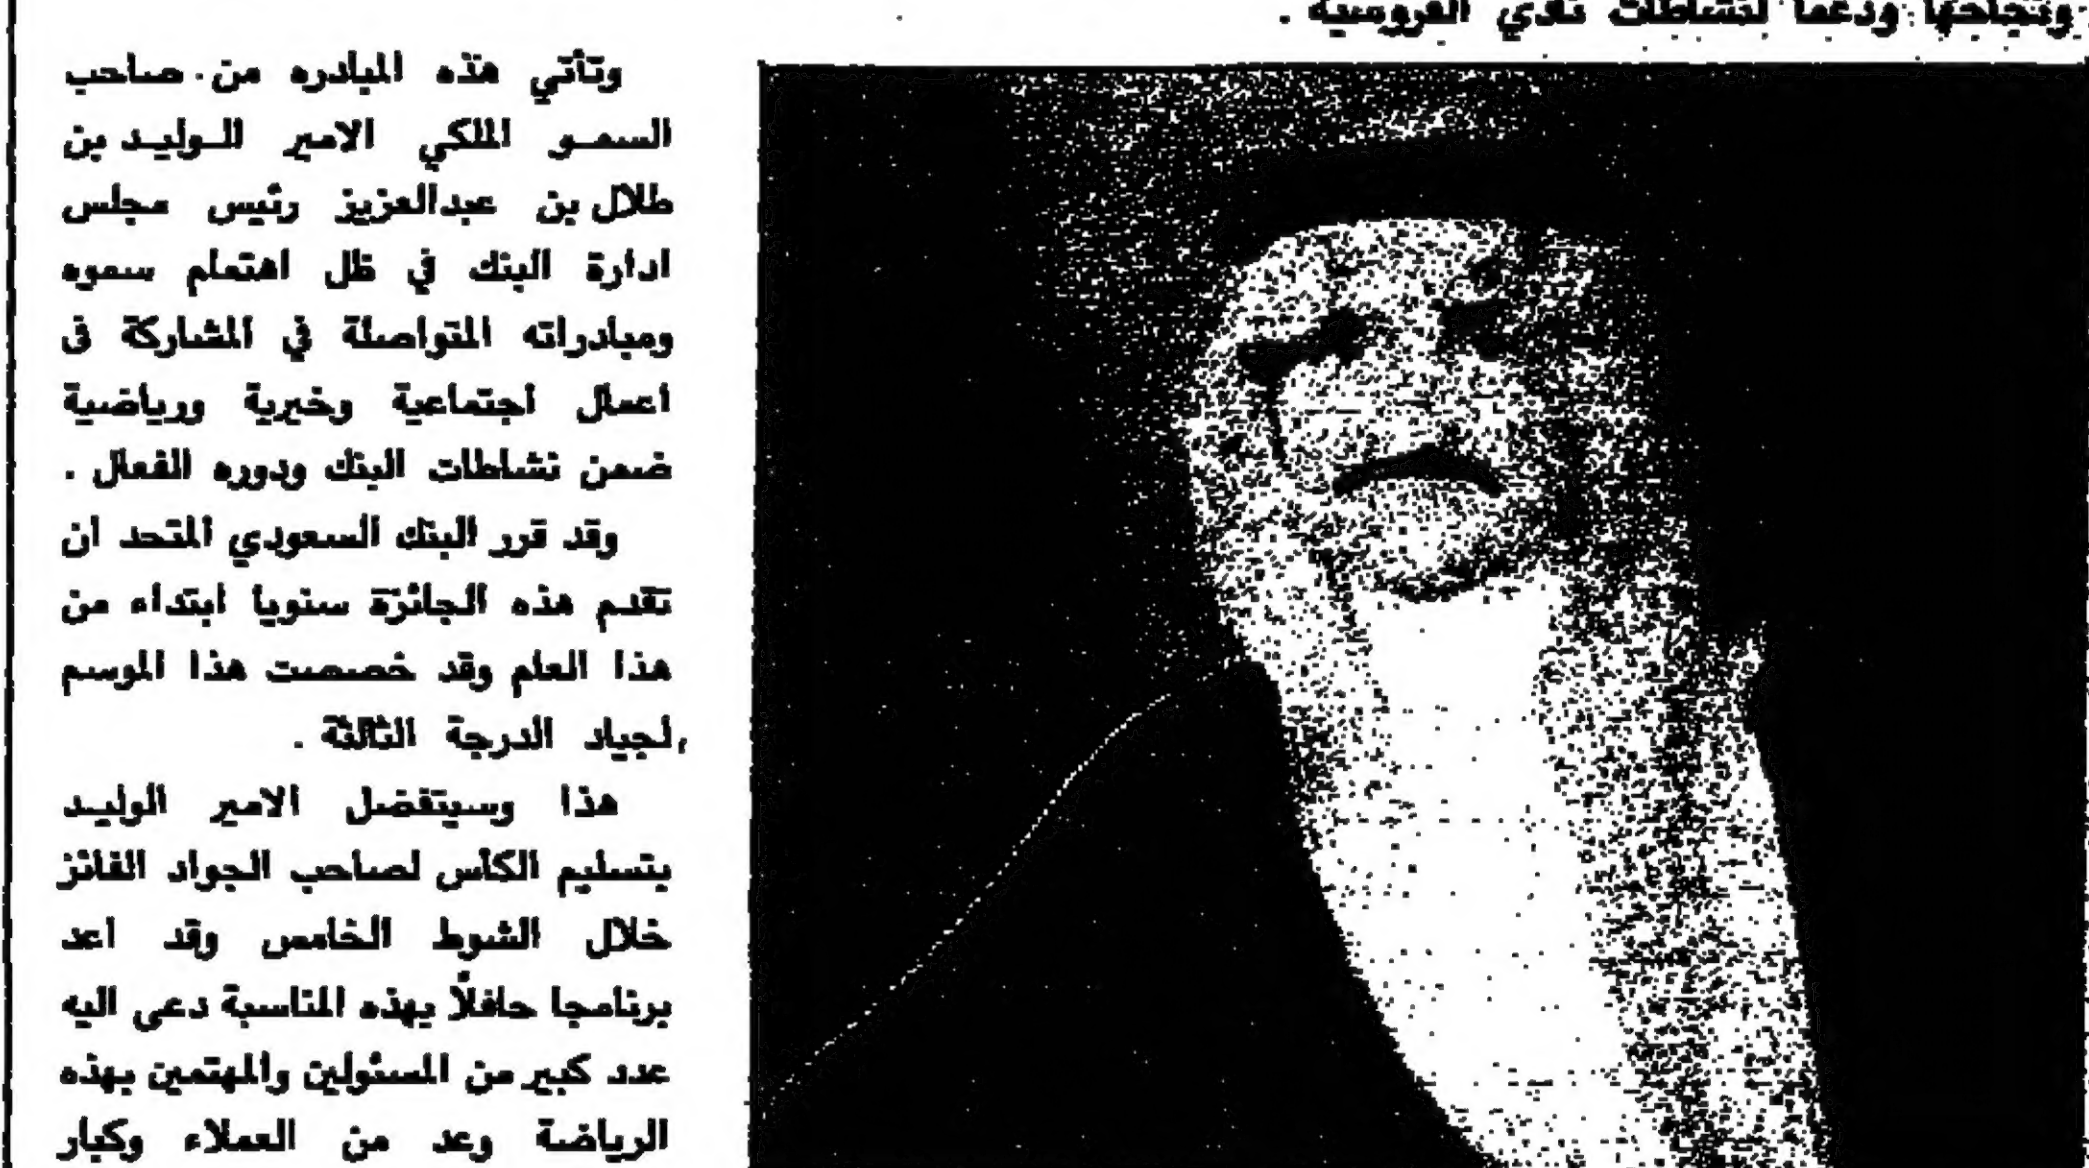 ونجاحها ودعما لنشاطات نادي الفروسية .
وتأتي هذه المبادره من صاحب
السمو الملكي الامير الوليد بن
طلال بن عبدالعزيز رئيس مجلس
ادارة البنك في ظل اهتمام سموه
ومبادراته المتواصلة في المشاركة فى
اعمال اجتماعية وخيرية ورياضية
ضمن نشاطات البنك ودوره الفعال .
وقد قرر البنك السعودي المتحد ان
تقدم هذه الجائزة سنويا ابتداء من
هذا العام وقد خصصت هذا الموسم
لجياد الدرجة الثالثة .
هذا وسيتفضل الامير الوليد
بتسليم الكأس لصاحب الجواد الفائز
خلال الشوط الخامس وقد اعد
برنامجا حافلاً بهذه المناسبة دعى اليه
عدد كبير من المسئولين والمهتمين بهذه
الرياضة وعد من العملاء وكبار